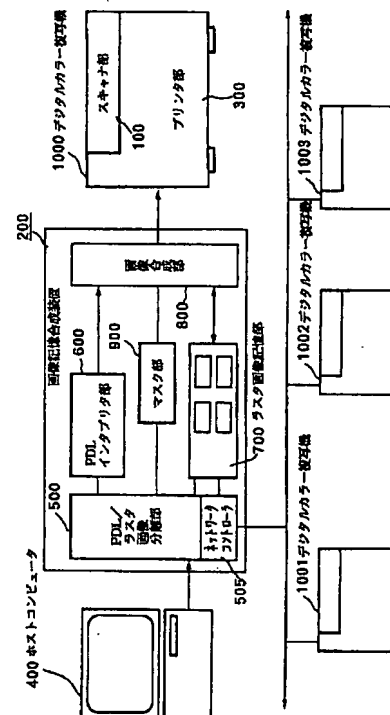 1000 デジタルカラー複写機
スキャナ部
100
プリンタ部
300
200
画像記憶合成装置
画像合成部
800
600
PDL
インタプリタ部
900
マスク部
700 ラスタ画像記憶部
500
PDL/
ラスタ
画像
分離部
ネットワーク
コントローラ
505
400 ホストコンピュータ
1001 デジタルカラー複写機
1002 デジタルカラー複写機
1003 デジタルカラー複写機